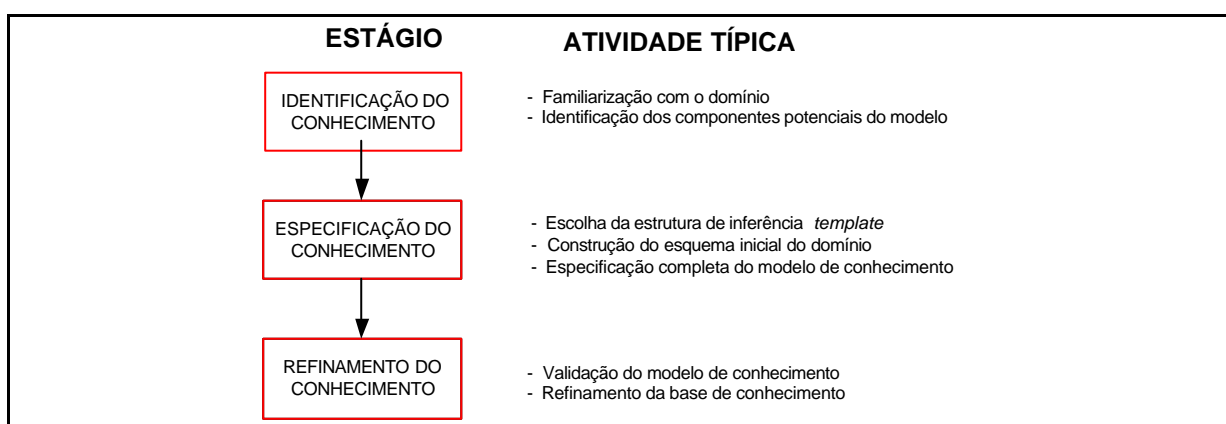 ESTÁGIO
ATIVIDADE TÍPICA
IDENTIFICAÇÃO DO
CONHECIMENTO
- Familiarização com o domínio
- Identificação dos componentes potenciais do modelo
ESPECIFICAÇÃO DO
CONHECIMENTO
- Escolha da estrutura de inferência template
- Construção do esquema inicial do domínio
- Especificação completa do modelo de conhecimento
REFINAMENTO DO
CONHECIMENTO
- Validação do modelo de conhecimento
- Refinamento da base de conhecimento